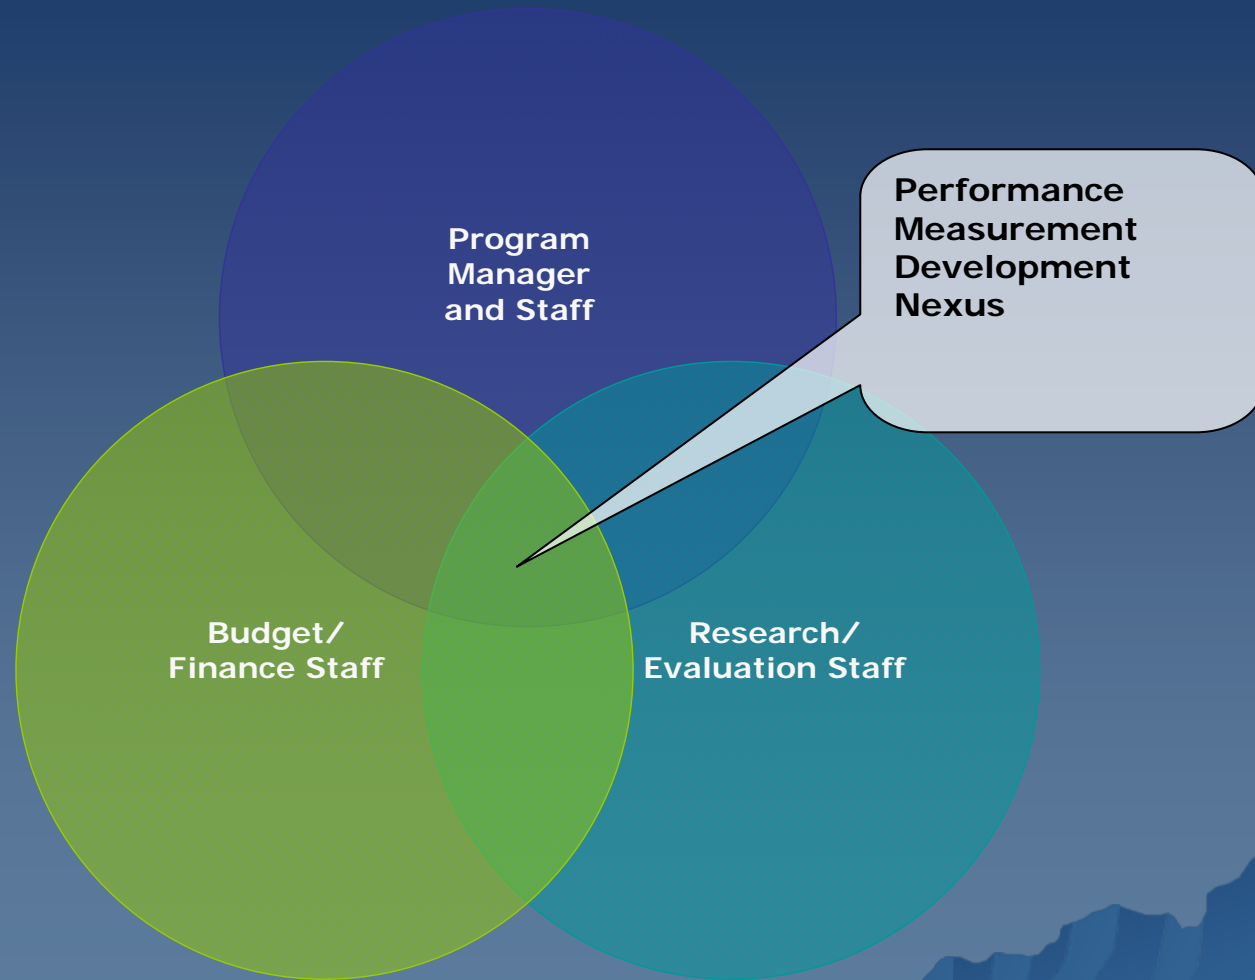 Program
Manager
and Staff
Performance
Measurement
Development
Nexus
Budget/
Finance Staff
Research/
Evaluation Staff